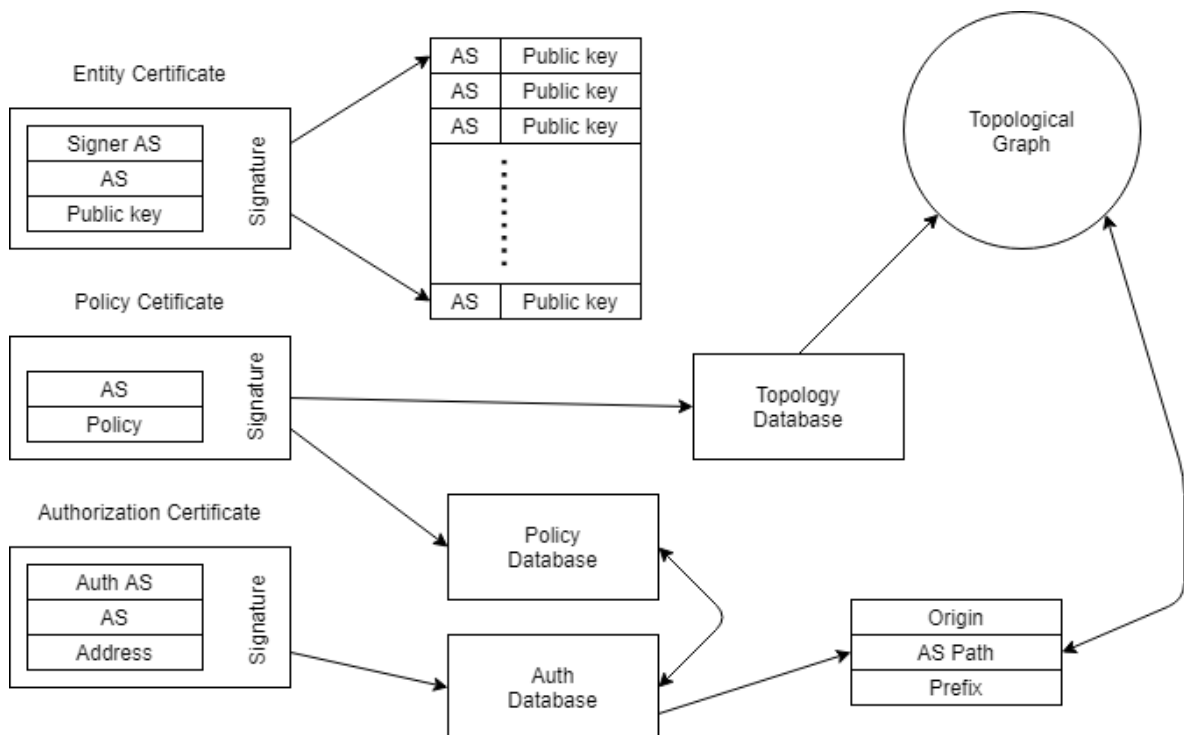 Entity Certificate
Signer AS
AS
Public key
Signature
AS Public key
AS Public key
AS Public key
AS Public key
Topological
Graph
Policy Cetificate
AS
Policy
Signature
Topology
Database
Policy
Database
Authorization Certificate
Auth AS
AS
Address
Signature
Auth
Database
Origin
AS Path
Prefix